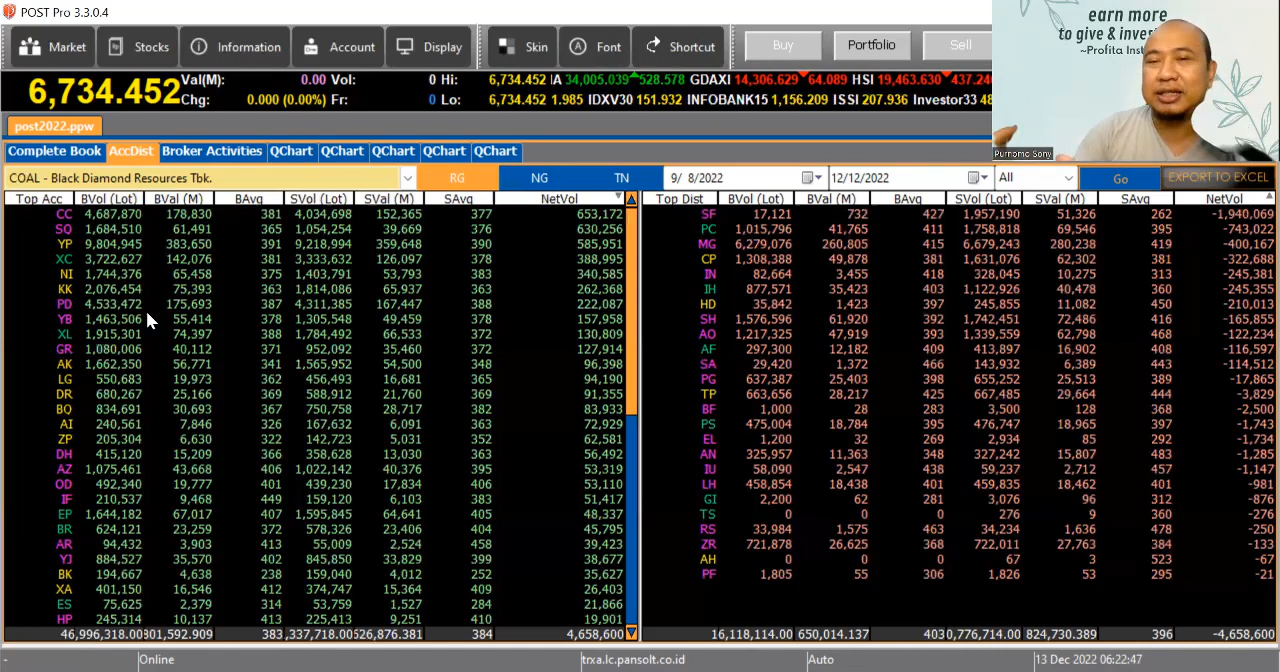 POST Pro 3.3.0.4
Market Stocks Information Account Display Skin Font Shortcut Buy Portfolio Sell
earn more
to give & inves
~Profita Inst
6,734.452 Val(M): 0.00 Vol: 0 Hi: 6,734.452 IA 34,005.039 528.578 GDAXI 14,306.629 64.089 HSI 19,463.630 437.240
Chg: 0.000 (0.00%) Fr: 0 Lo: 6,734.452 1.985 IDXV30 151.932 INFOBANK15 1,156.209 ISSI 207.936 Investor33 48
post2022.ppw
Purnomo Sony
Complete Book AccDist Broker Activities QChart QChart QChart QChart QChart
COAL - Black Diamond Resources Tbk. RG NG TN 9/ 8/2022 12/12/2022 All Go EXPORT TO EXCEL
Top Acc BVol (Lot) BVal (M) BAvg SVol (Lot) SVal (M) SAvg NetVol Top Dist BVol (Lot) BVal (M) BAvg SVol (Lot) SVal (M) SAvg NetVol
CC 4,687,870 178,830 381 4,034,698 152,365 377 653,172 SF 17,121 732 427 1,957,190 51,326 262 -1,940,069
SQ 1,684,510 61,491 365 1,054,254 39,669 376 630,256 PC 1,015,796 41,765 411 1,758,818 69,546 395 -743,022
YP 9,804,945 383,650 391 9,218,994 359,648 390 585,951 MG 6,279,076 260,805 415 6,679,243 280,238 419 -400,167
XC 3,722,627 142,076 381 3,333,632 126,097 378 388,995 CP 1,308,388 49,878 381 1,631,076 62,302 381 -322,688
NI 1,744,376 65,458 375 1,403,791 53,793 383 340,585 IN 82,664 3,455 418 328,045 10,275 313 -245,381
KK 2,076,454 75,393 363 1,814,086 65,937 363 262,368 IH 877,571 35,423 403 1,122,926 40,478 360 -245,355
PD 4,533,472 175,693 387 4,311,385 167,447 388 222,087 HD 35,842 1,423 397 245,855 11,082 450 -210,013
YB 1,463,506 55,414 378 1,305,548 49,459 378 157,958 SH 1,576,596 61,920 392 1,742,451 72,486 416 -165,855
XL 1,915,301 74,397 388 1,784,492 66,533 372 130,809 AO 1,217,325 47,919 393 1,339,559 62,798 468 -122,234
GR 1,080,006 40,112 371 952,092 35,460 372 127,914 AF 297,300 12,182 409 413,897 16,902 408 -116,597
AK 1,662,350 56,771 341 1,565,952 54,500 348 96,398 SA 29,420 1,372 466 143,932 6,389 443 -114,512
LG 550,683 19,973 362 456,493 16,681 365 94,190 PG 637,387 25,403 398 655,252 25,513 389 -17,865
DR 680,267 25,166 369 588,912 21,760 369 91,355 TP 663,656 28,217 425 667,485 29,664 444 -3,829
BQ 834,691 30,693 367 750,758 28,717 382 83,933 BF 1,000 28 283 3,500 128 368 -2,500
AI 240,561 7,846 326 167,632 6,091 363 72,929 PS 475,004 18,784 395 476,747 18,965 397 -1,743
ZP 205,304 6,630 322 142,723 5,031 352 62,581 EL 1,200 32 269 2,934 85 292 -1,734
DH 415,120 15,209 366 358,628 13,030 363 56,492 AN 325,957 11,363 348 327,242 15,807 483 -1,285
AZ 1,075,461 43,668 406 1,022,142 40,376 395 53,319 IU 58,090 2,547 438 59,237 2,712 457 -1,147
OD 492,340 19,777 401 439,230 17,834 406 53,110 LH 458,854 18,438 401 459,835 18,462 401 -981
IF 210,537 9,468 449 159,120 6,103 383 51,417 GI 2,200 62 281 3,076 96 312 -876
EP 1,644,182 67,017 407 1,595,845 64,641 405 48,337 TS 0 0 0 276 9 360 -276
BR 624,121 23,259 372 578,326 23,406 404 45,795 RS 33,984 1,575 463 34,234 1,636 478 -250
AR 94,432 3,903 413 55,009 2,524 458 39,423 ZR 721,878 26,625 368 722,011 27,763 384 -133
YJ 884,527 35,570 402 845,850 33,829 399 38,677 AH 0 0 0 67 3 523 -67
BK 194,667 4,638 238 159,040 4,012 252 35,627 PF 1,805 55 306 1,826 53 295 -21
XA 401,150 16,546 412 374,747 15,364 409 26,403
ES 75,625 2,379 314 53,759 1,527 284 21,866
HP 245,314 10,137 413 225,413 9,251 410 19,901
46,996,318.00 301,592.909 383 ,337,718.00 526,876.381 384 4,658,600 16,118,114.00 650,014.137 403 0,776,714.00 824,730.389 396 -4,658,600
- Online trxa.lc.pansolt.co.id Auto 13 Dec 2022 06:22:47